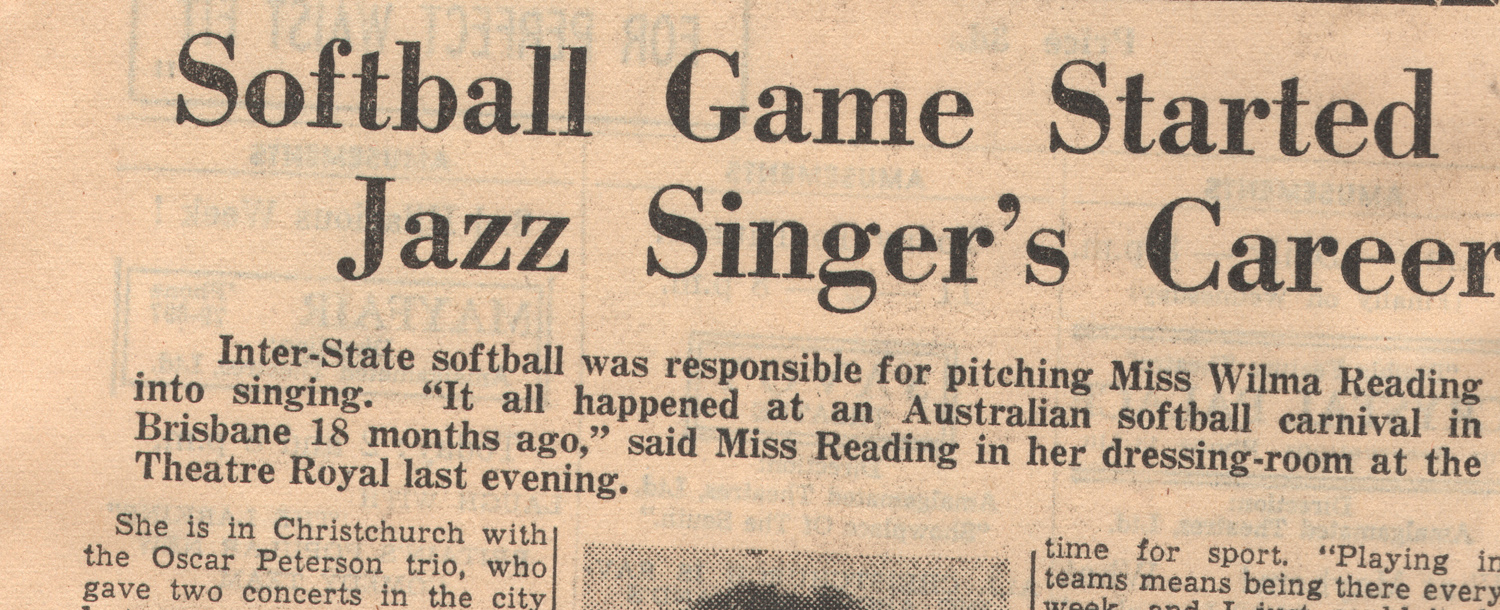 Softball Game Started
Jazz Singer's Career
Inter-State softball was responsible for pitching Miss Wilma Reading
into singing. "It all happened at an Australian softball carnival in
Brisbane 18 months ago," said Miss Reading in her dressing-room at the
Theatre Royal last evening.
She is in Christchurch with
the Oscar Peterson trio, who
gave two concerts in the city
time for sport. "Playing in
teams means being there every
week, and I just